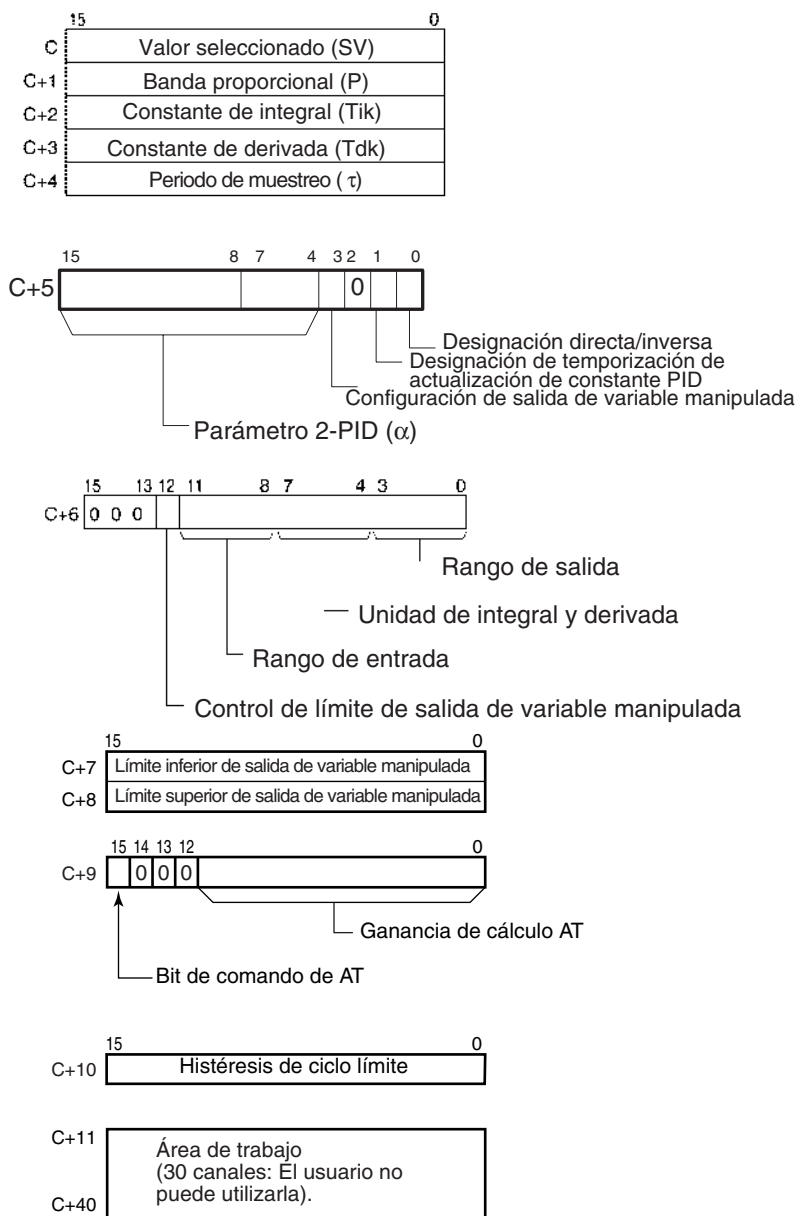 15 0
C Valor seleccionado (SV)
C+1 Banda proporcional (P)
C+2 Constante de integral (Tik)
C+3 Constante de derivada (Tdk)
C+4 Periodo de muestreo ( τ)
15 8 7 4 3 2 1 0
C+5 0
Designación directa/inversa
Designación de temporización de
actualización de constante PID
Configuración de salida de variable manipulada
Parámetro 2-PID (α)
15 13 12 11 8 7 4 3 0
C+6 0 0 0
Rango de salida
Unidad de integral y derivada
Rango de entrada
Control de límite de salida de variable manipulada
15 0
C+7 Límite inferior de salida de variable manipulada
C+8 Límite superior de salida de variable manipulada
15 14 13 12 0
C+9 0 0 0
Ganancia de cálculo AT
Bit de comando de AT
15 0
C+10 Histéresis de ciclo límite
C+11
Área de trabajo
(30 canales: El usuario no
puede utilizarla).
C+40